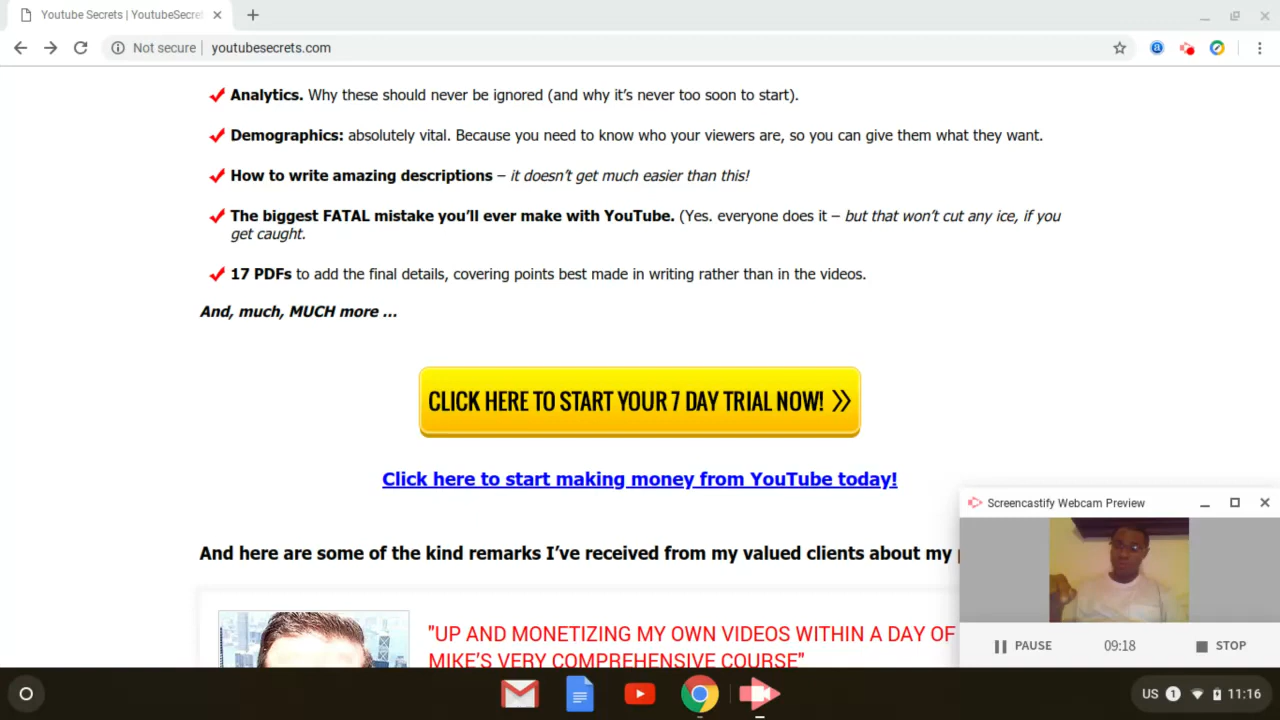 Youtube Secrets | YoutubeSecret
Not secure
youtubesecrets.com
Analytics. Why these should never be ignored (and why it's never too soon to start).
Demographics: absolutely vital. Because you need to know who your viewers are, so you can give them what they want.
How to write amazing descriptions – it doesn't get much easier than this!
The biggest FATAL mistake you'll ever make with YouTube. (Yes. everyone does it – but that won't cut any ice, if you
get caught.
17 PDFs to add the final details, covering points best made in writing rather than in the videos.
And, much, MUCH more ...
CLICK HERE TO START YOUR 7 DAY TRIAL NOW! »
Click here to start making money from YouTube today!
And here are some of the kind remarks I've received from my valued clients about my
"UP AND MONETIZING MY OWN VIDEOS WITHIN A DAY OF
MIKE'S VERY COMPREHENSIVE COURSE"
Screencastify Webcam Preview
PAUSE
09:18
STOP
US
1
11:16